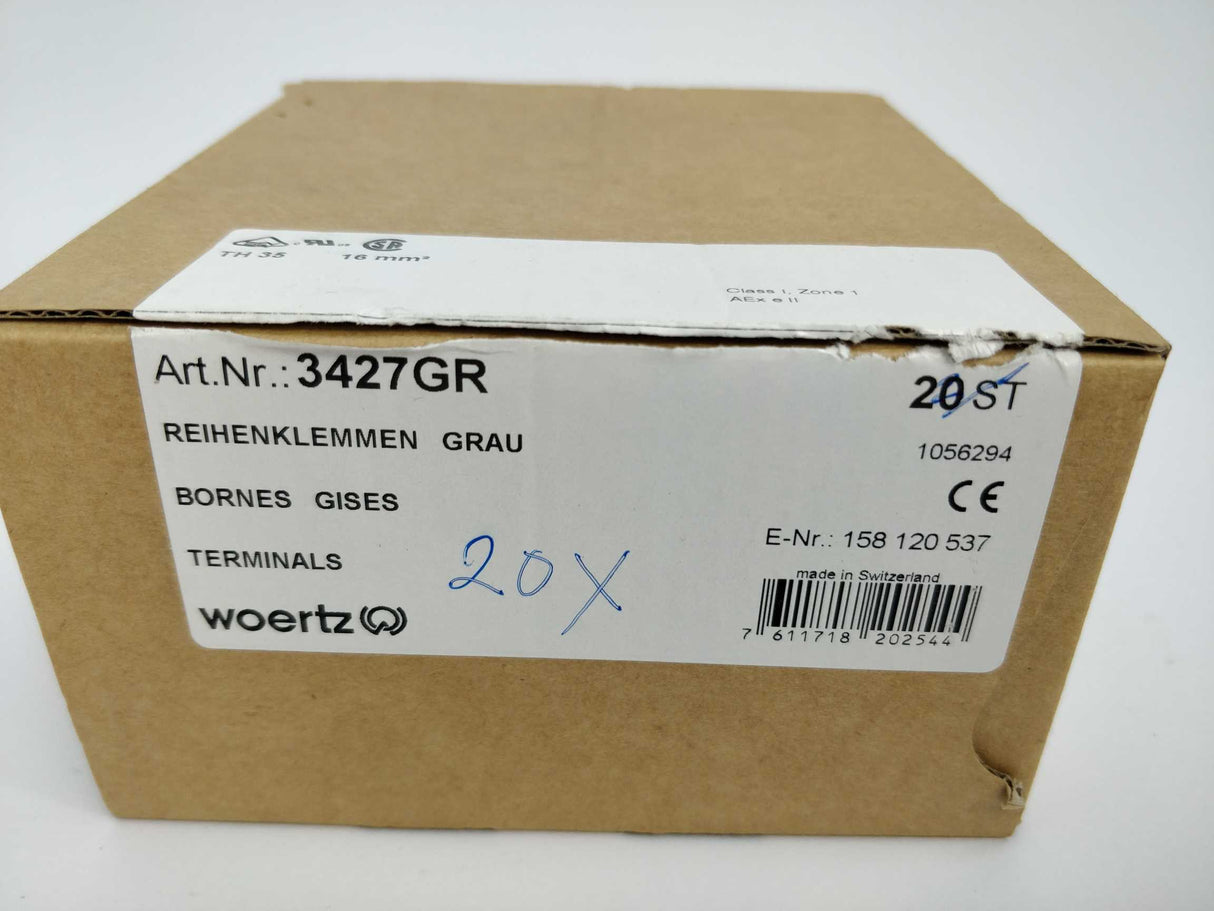 TH 35 16 mm²
Class I, Zone 1
AEx e II
Art.Nr.: 3427GR
20 ST
REIHENKLEMMEN GRAU
1056294
BORNES GISES
CE
E-Nr.: 158 120 537
TERMINALS
20X
made in Switzerland
woertz
7 611718 202544